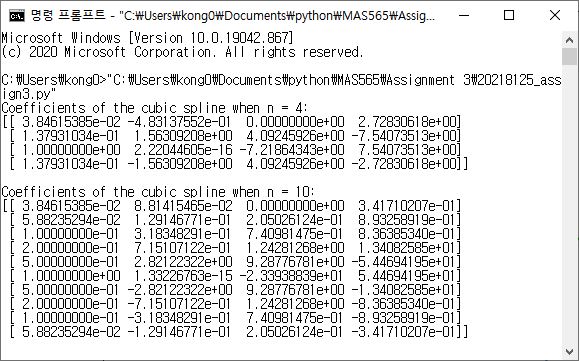 명령 프롬프트 - "C:₩Users₩kong0₩Documents₩python₩MAS565₩Assig...
Microsoft Windows [Version 10.0.19042.867]
(c) 2020 Microsoft Corporation. All rights reserved.
C:₩Users₩kong0>"C:₩Users₩kong0₩Documents₩python₩MAS565₩Assignment 3₩20218125_ass
ign3.py"
Coefficients of the cubic spline when n = 4:
[[ 3.84615385e-02 -4.83137552e-01  0.00000000e+00  2.72830618e+00]
 [ 1.37931034e-01  1.56309208e+00  4.09245926e+00 -7.54073513e+00]
 [ 1.00000000e+00  2.22044605e-16 -7.21864343e+00  7.54073513e+00]
 [ 1.37931034e-01 -1.56309208e+00  4.09245926e+00 -2.72830618e+00]]
Coefficients of the cubic spline when n = 10:
[[ 3.84615385e-02  8.81415465e-02  0.00000000e+00  3.41710207e-01]
 [ 5.88235294e-02  1.29146771e-01  2.05026124e-01  8.93258919e-01]
 [ 1.00000000e-01  3.18348291e-01  7.40981475e-01  8.36385340e-01]
 [ 2.00000000e-01  7.15107122e-01  1.24281268e+00  1.34082585e+01]
 [ 5.00000000e-01  2.82122322e+00  9.28776781e+00 -5.44694195e+01]
 [ 1.00000000e+00  1.33226763e-15 -2.33938839e+01  5.44694195e+01]
 [ 5.00000000e-01 -2.82122322e+00  9.28776781e+00 -1.34082585e+01]
 [ 2.00000000e-01 -7.15107122e-01  1.24281268e+00 -8.36385340e-01]
 [ 1.00000000e-01 -3.18348291e-01  7.40981475e-01 -8.93258919e-01]
 [ 5.88235294e-02 -1.29146771e-01  2.05026124e-01 -3.41710207e-01]]